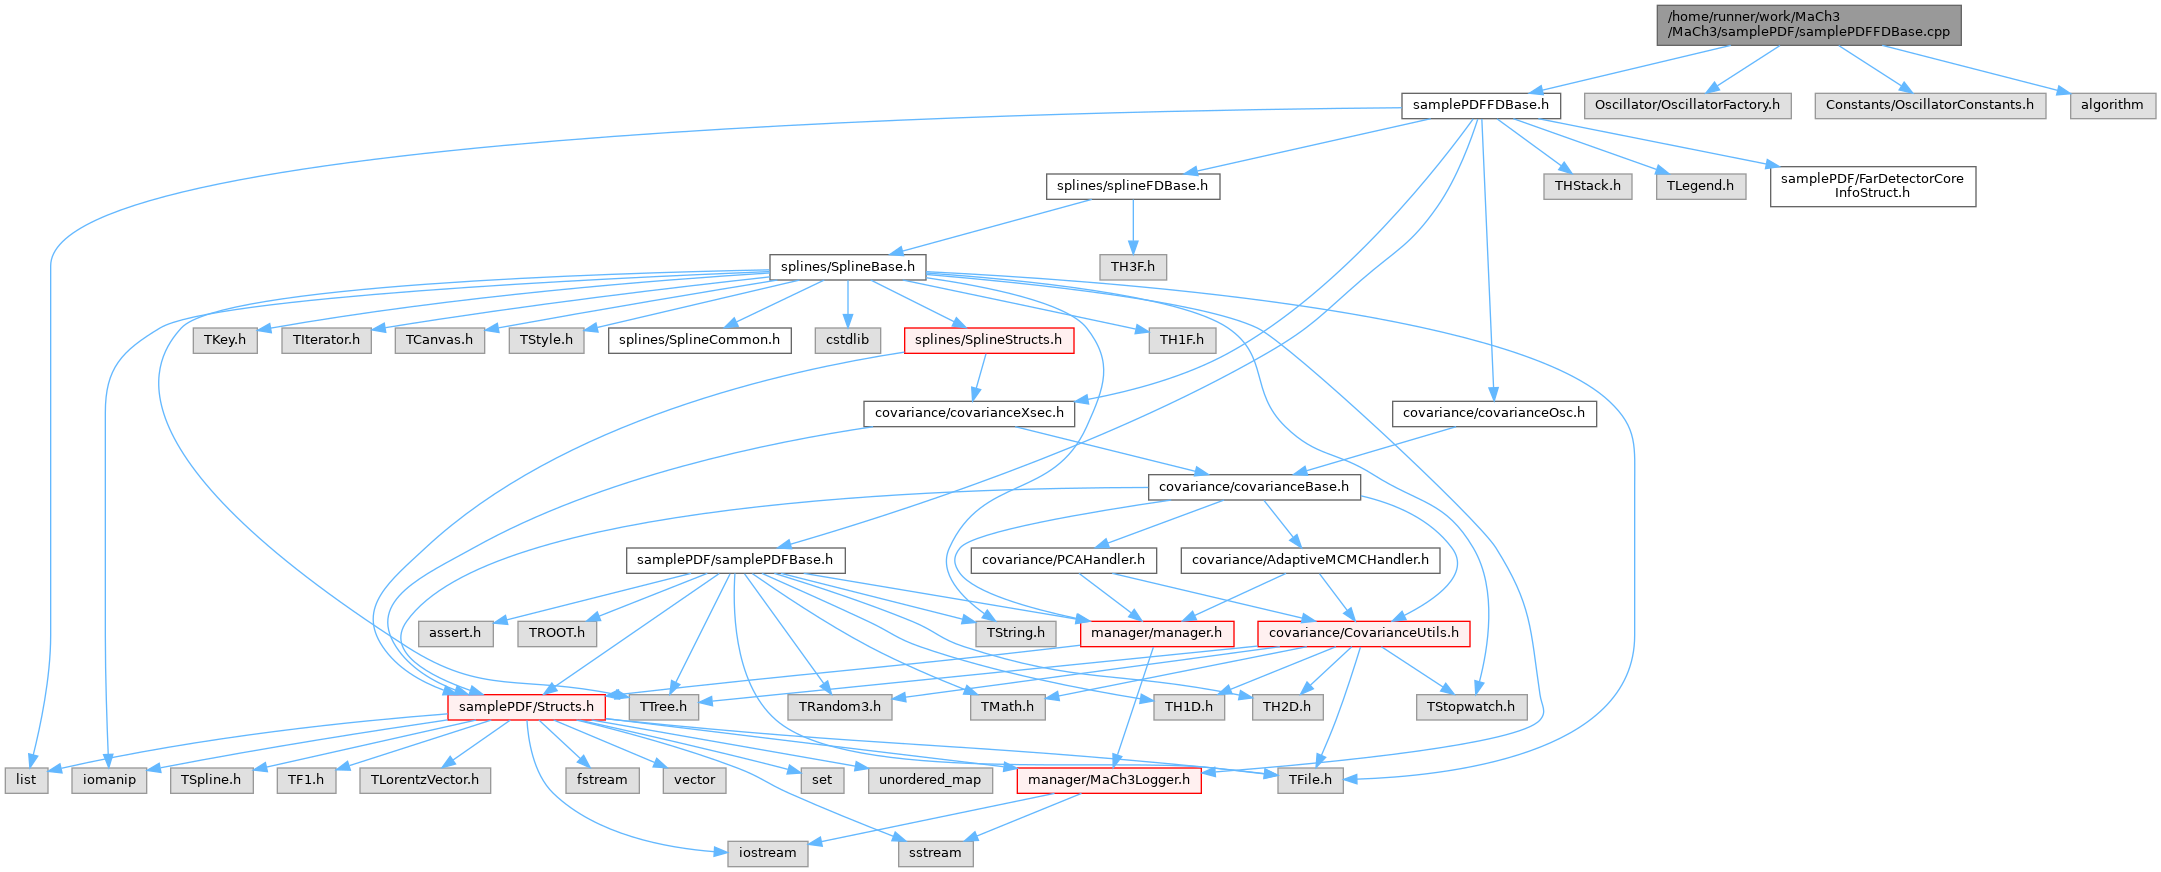 /home/runner/work/MaCh3
/MaCh3/samplePDF/samplePDFFDBase.cpp
samplePDFFDBase.h
Oscillator/OscillatorFactory.h
Constants/OscillatorConstants.h
algorithm
splines/splineFDBase.h
THStack.h
TLegend.h
samplePDF/FarDetectorCore
InfoStruct.h
splines/SplineBase.h
TH3F.h
TKey.h
TIterator.h
TCanvas.h
TStyle.h
splines/SplineCommon.h
cstdlib
splines/SplineStructs.h
TH1F.h
covariance/covarianceXsec.h
covariance/covarianceOsc.h
covariance/covarianceBase.h
samplePDF/samplePDFBase.h
covariance/PCAHandler.h
covariance/AdaptiveMCMCHandler.h
assert.h
TROOT.h
TString.h
manager/manager.h
covariance/CovarianceUtils.h
samplePDF/Structs.h
TTree.h
TRandom3.h
TMath.h
TH1D.h
TH2D.h
TStopwatch.h
list
iomanip
TSpline.h
TF1.h
TLorentzVector.h
fstream
vector
set
unordered_map
manager/MaCh3Logger.h
TFile.h
iostream
sstream